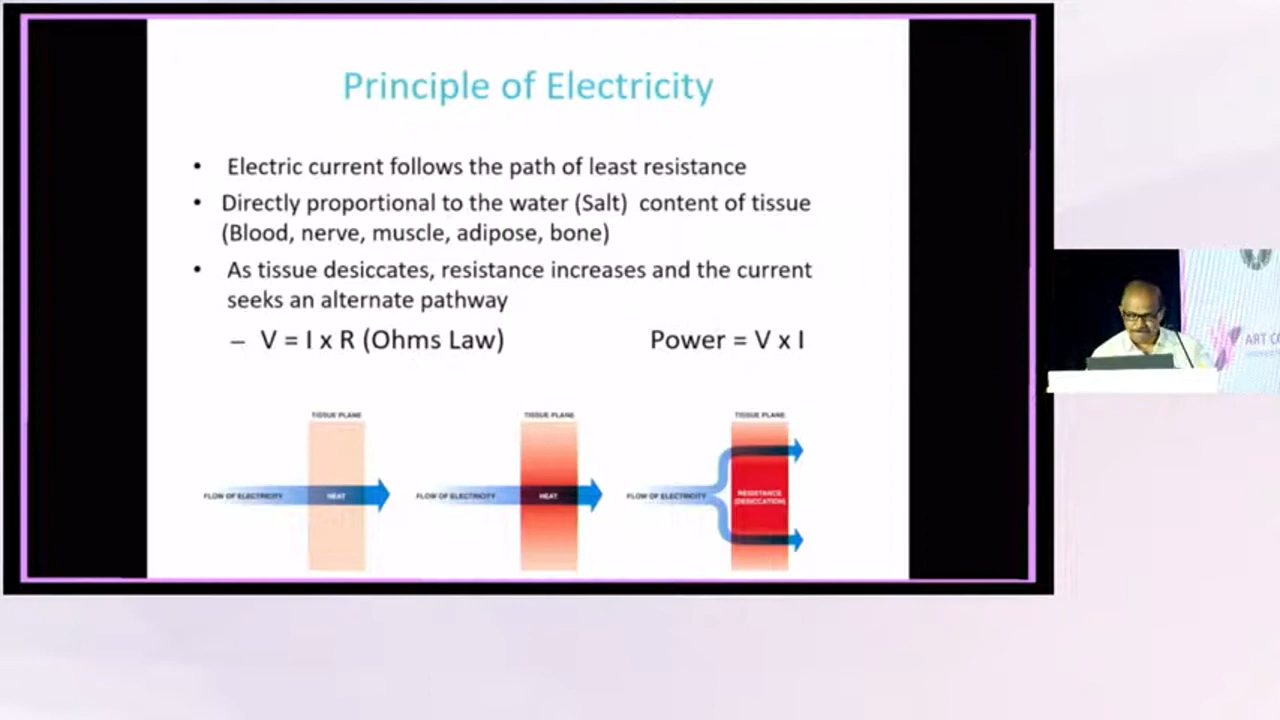 Principle of Electricity
• Electric current follows the path of least resistance
• Directly proportional to the water (Salt) content of tissue
(Blood, nerve, muscle, adipose, bone)
• As tissue desiccates, resistance increases and the current
seeks an alternate pathway
– V = I x R (Ohms Law) Power = V x I
TISSUE PLANE TISSUE PLANE TISSUE PLANE
FLOW OF ELECTRICITY HEAT FLOW OF ELECTRICITY HEAT FLOW OF ELECTRICITY RESISTANCE
(DESICCATION)
ART